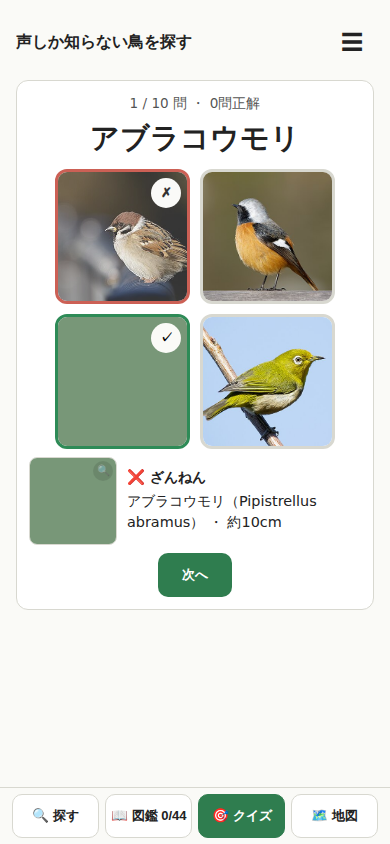 声しか知らない鳥を探す
1 / 10 問 ・ 0問正解
アブラコウモリ
✗
✓
❌ ざんねん
アブラコウモリ（Pipistrellus
abramus） ・ 約10cm
次へ
🔍 探す
📖 図鑑 0/44
🎯 クイズ
🗺️ 地図